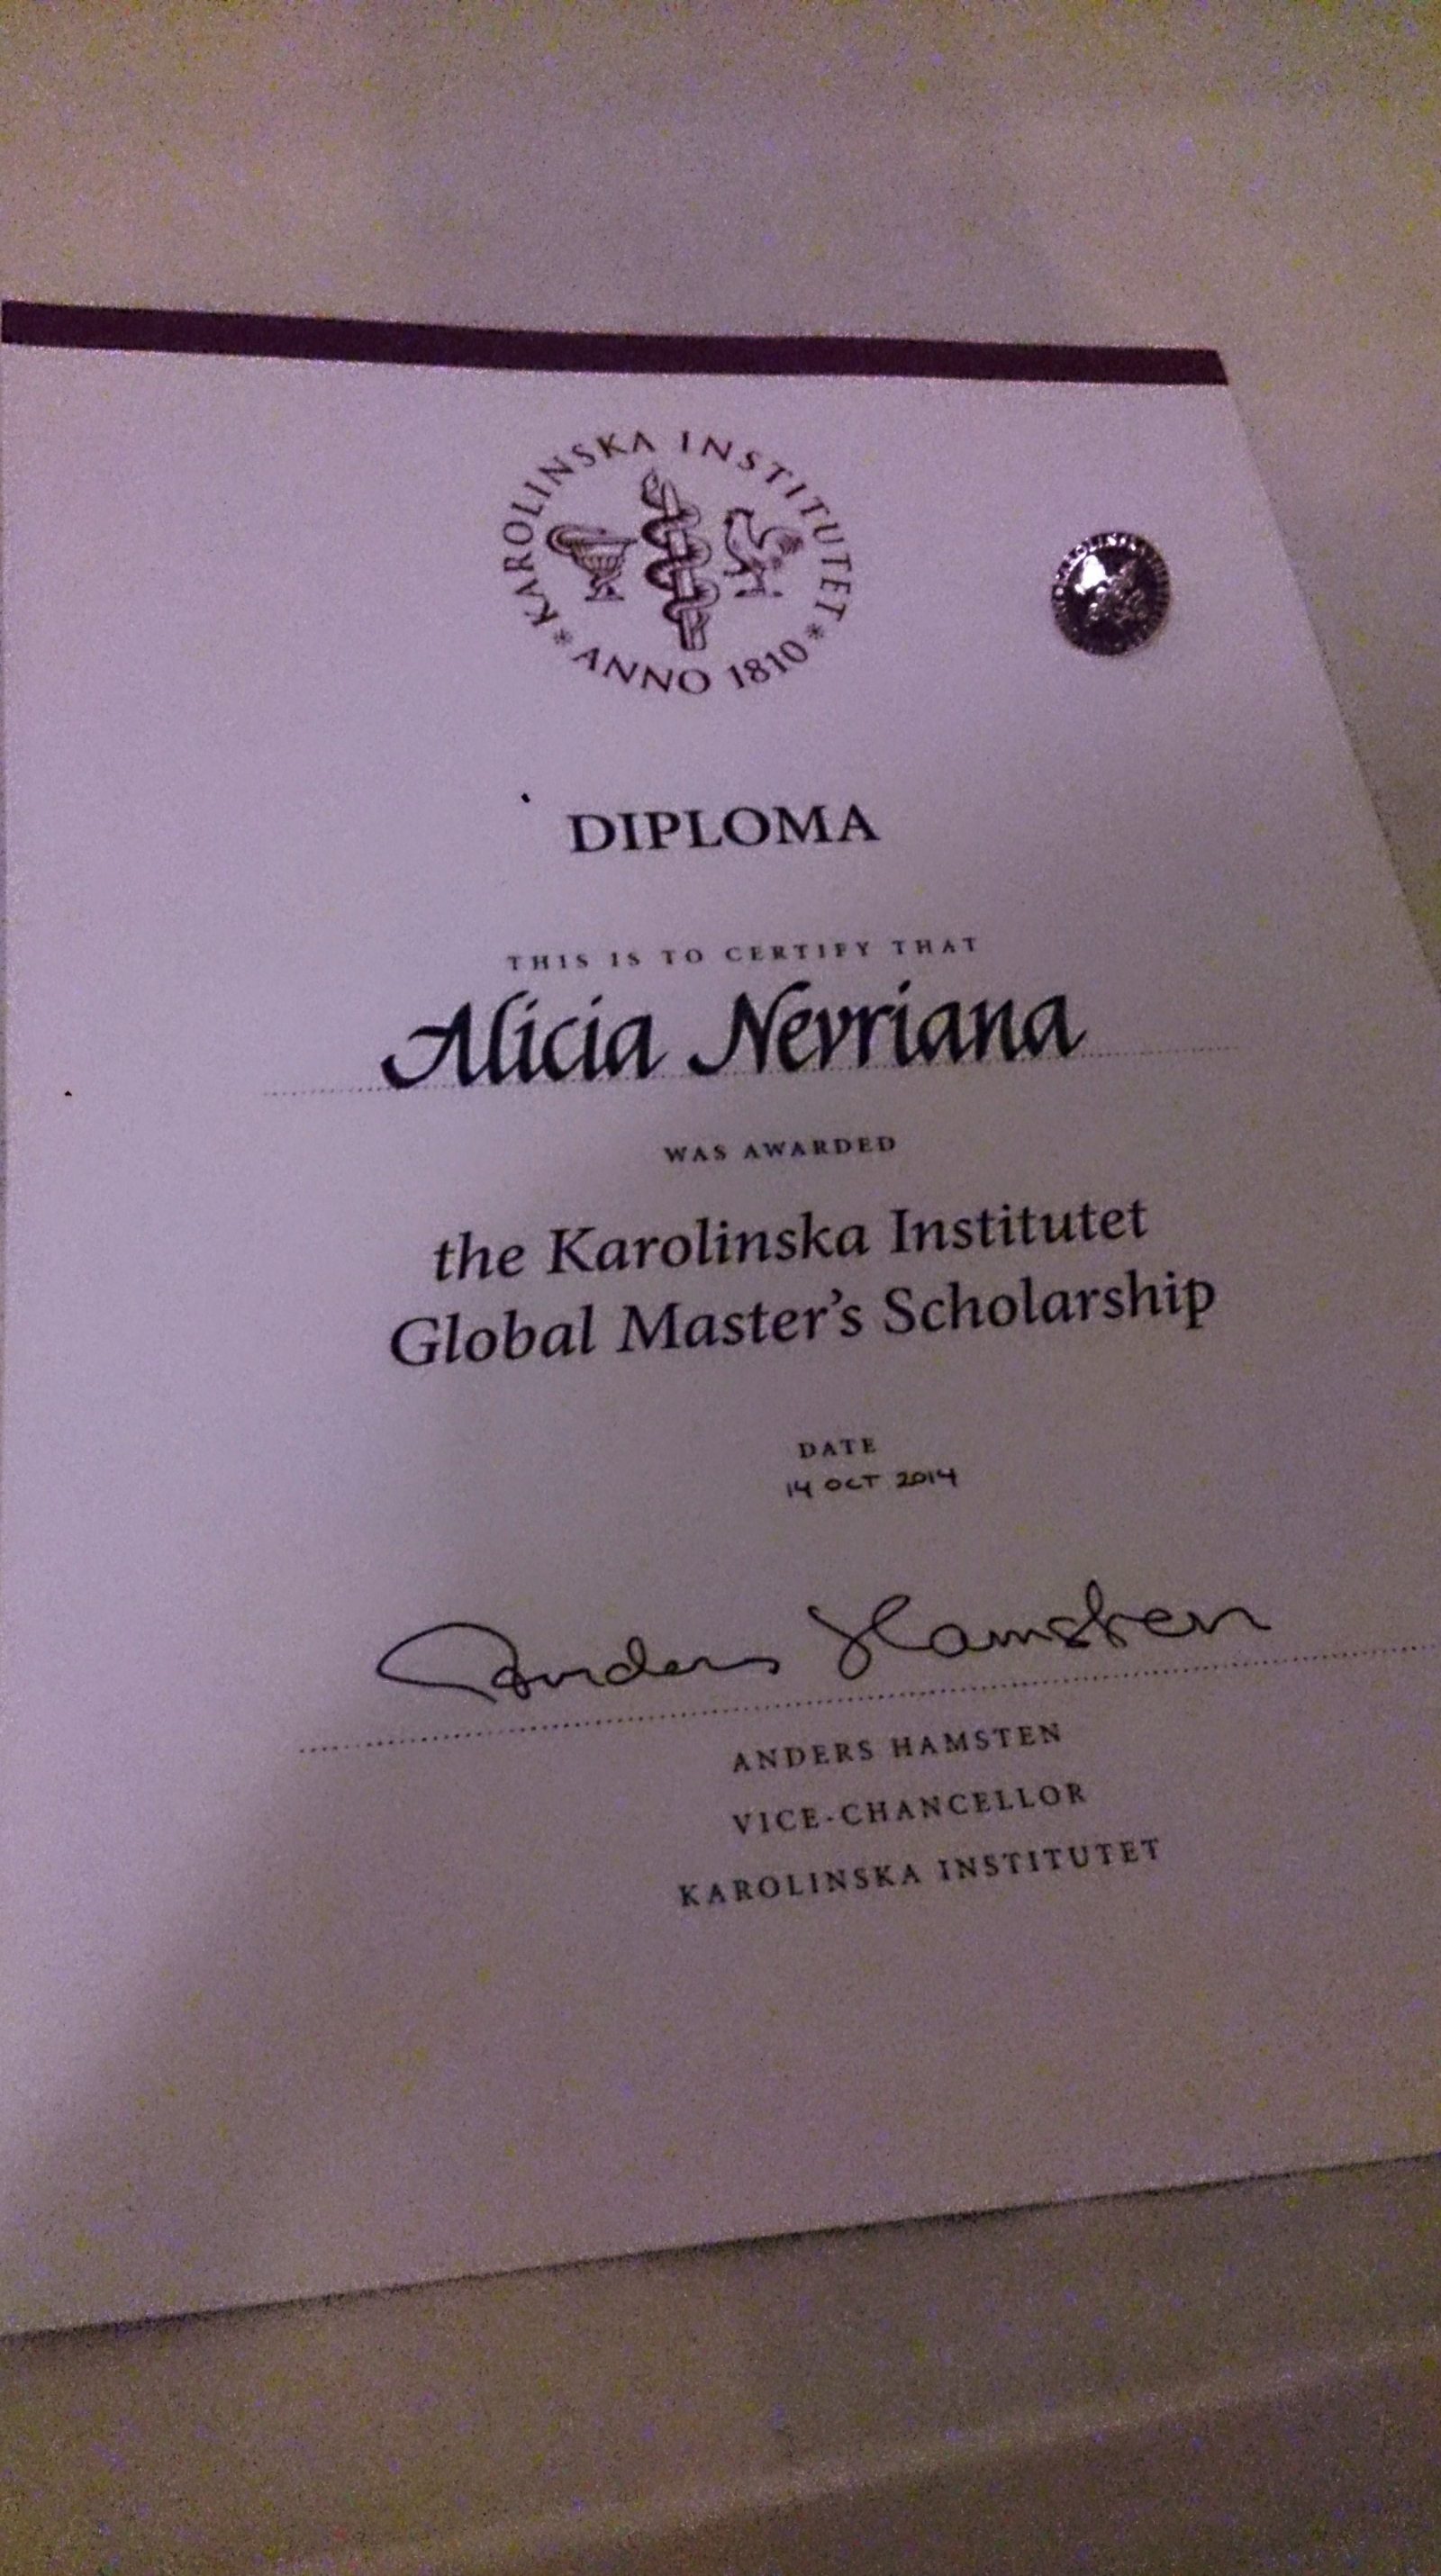 KAROLINSKA INSTITUTET
* ANNO 1810 *
DIPLOMA
THIS IS TO CERTIFY THAT
Alicia Nevriana
WAS AWARDED
the Karolinska Institutet
Global Master's Scholarship
DATE
14 OCT 2014
Anders Hamsten
ANDERS HAMSTEN
VICE-CHANCELLOR
KAROLINSKA INSTITUTET